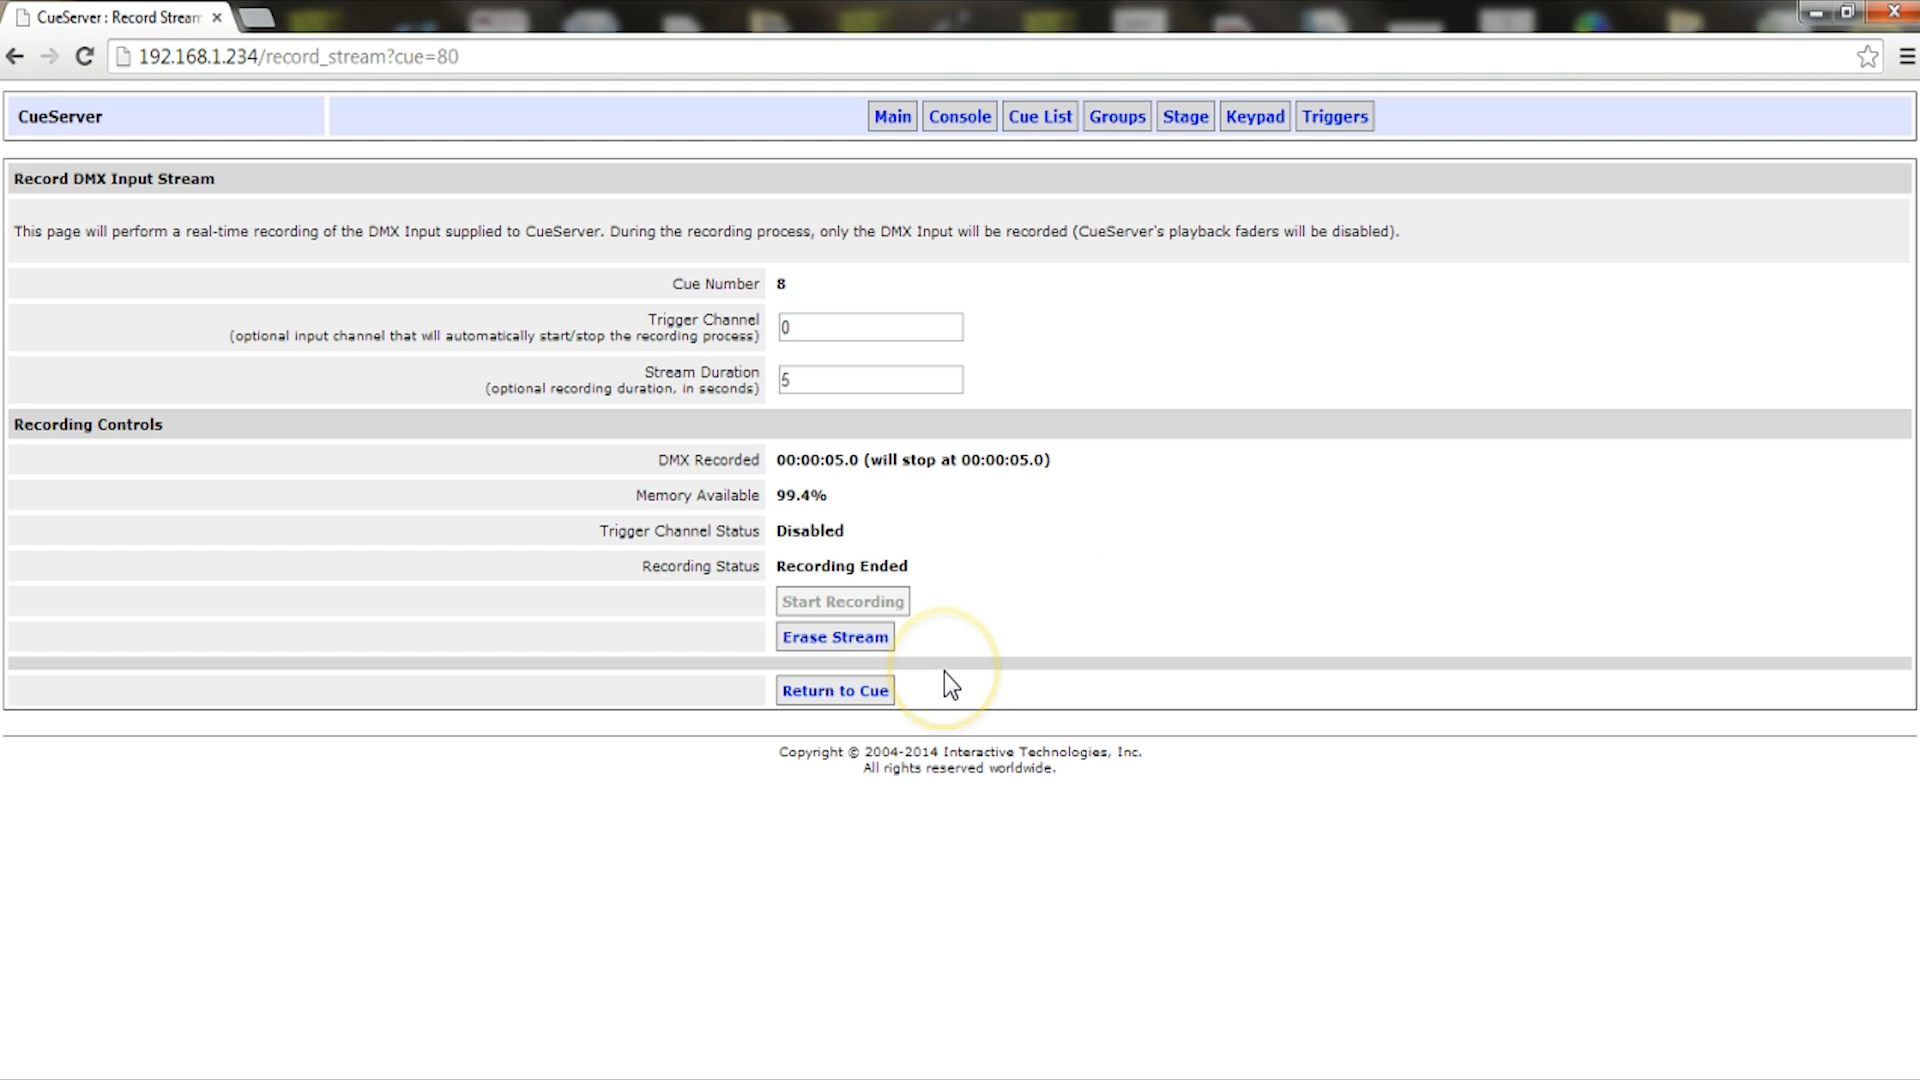 CueServer : Record Stream
192.168.1.234/record_stream?cue=80
CueServer
Main Console Cue List Groups Stage Keypad Triggers
Record DMX Input Stream
This page will perform a real-time recording of the DMX Input supplied to CueServer. During the recording process, only the DMX Input will be recorded (CueServer's playback faders will be disabled).
Cue Number 8
Trigger Channel 0
(optional input channel that will automatically start/stop the recording process)
Stream Duration 5
(optional recording duration, in seconds)
Recording Controls
DMX Recorded 00:00:05.0 (will stop at 00:00:05.0)
Memory Available 99.4%
Trigger Channel Status Disabled
Recording Status Recording Ended
Start Recording
Erase Stream
Return to Cue
Copyright © 2004-2014 Interactive Technologies, Inc.
All rights reserved worldwide.